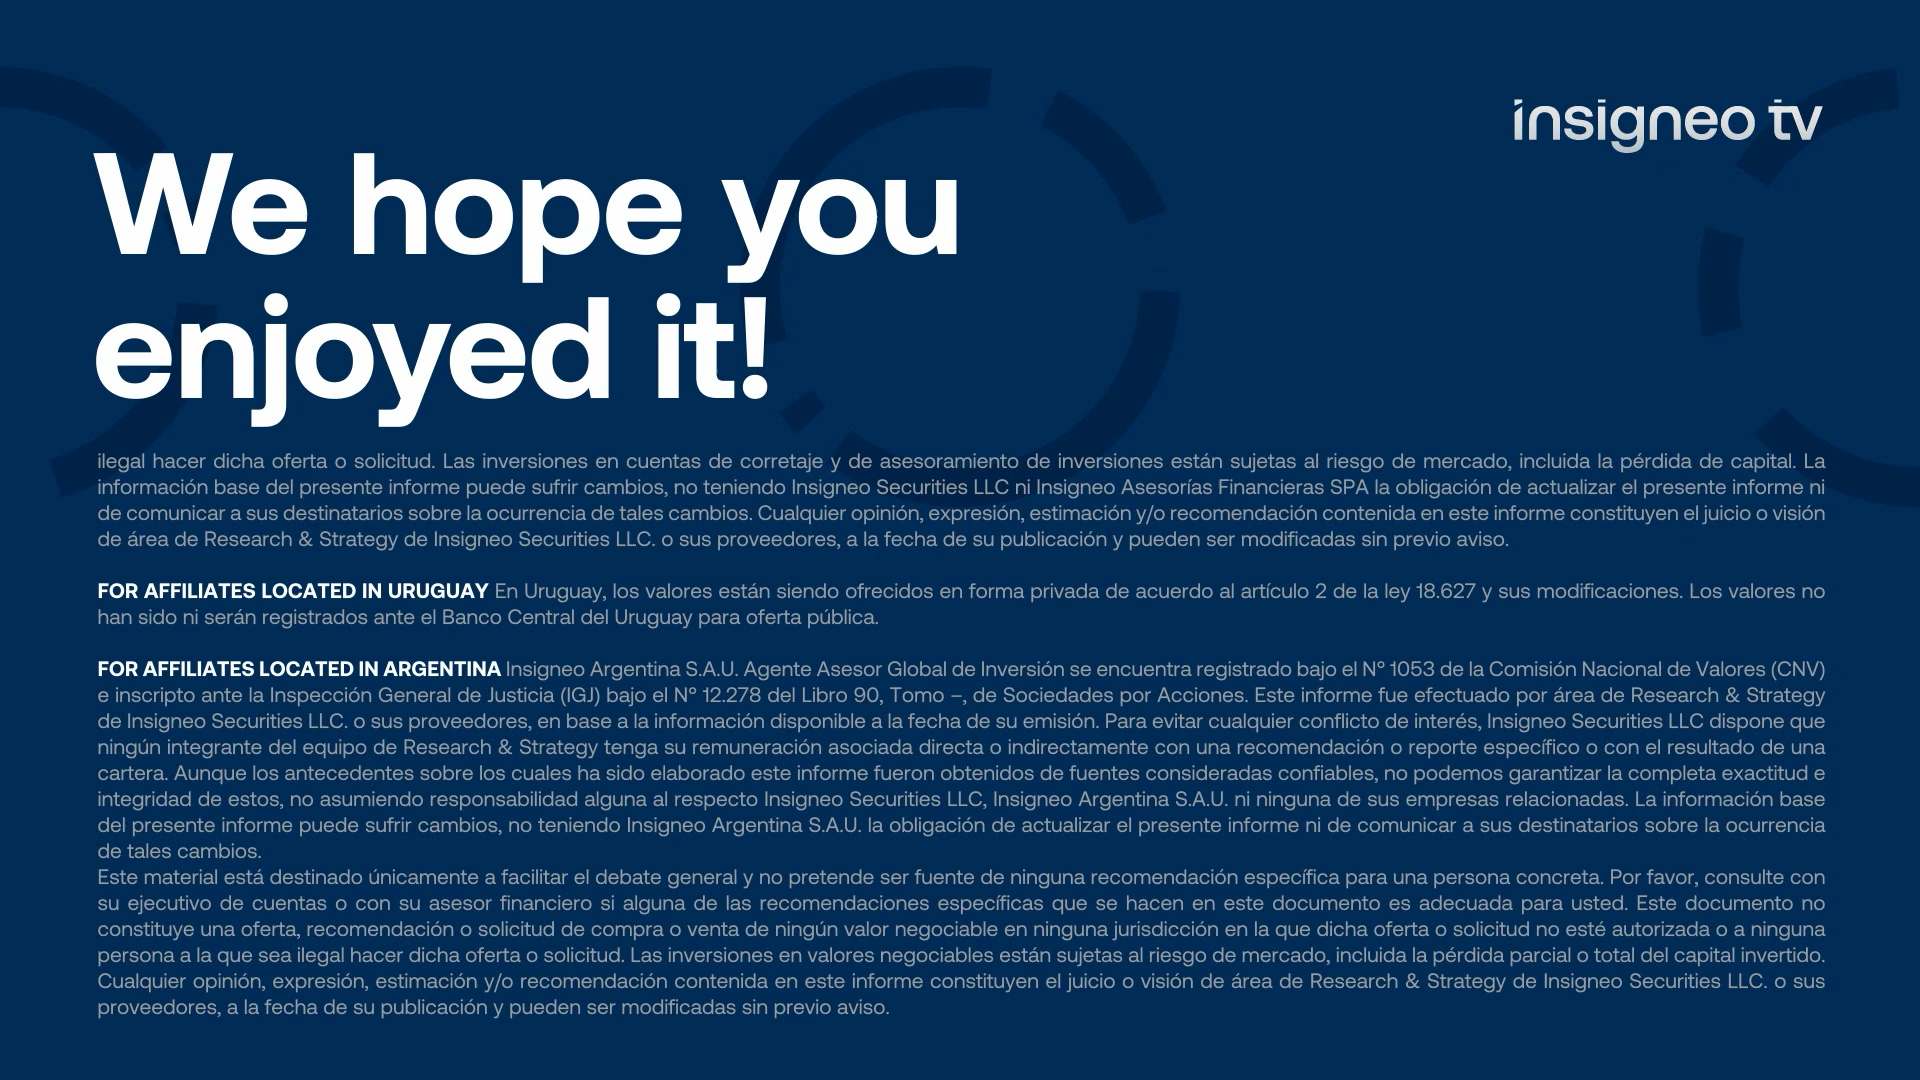 insigneo tv
We hope you
enjoyed it!
ilegal hacer dicha oferta o solicitud. Las inversiones en cuentas de corretaje y de asesoramiento de inversiones están sujetas al riesgo de mercado, incluida la pérdida de capital. La
información base del presente informe puede sufrir cambios, no teniendo Insigneo Securities LLC ni Insigneo Asesorías Financieras SPA la obligación de actualizar el presente informe ni
de comunicar a sus destinatarios sobre la ocurrencia de tales cambios. Cualquier opinión, expresión, estimación y/o recomendación contenida en este informe constituyen el juicio o visión
de área de Research & Strategy de Insigneo Securities LLC. o sus proveedores, a la fecha de su publicación y pueden ser modificadas sin previo aviso.
FOR AFFILIATES LOCATED IN URUGUAY En Uruguay, los valores están siendo ofrecidos en forma privada de acuerdo al artículo 2 de la ley 18.627 y sus modificaciones. Los valores no
han sido ni serán registrados ante el Banco Central del Uruguay para oferta pública.
FOR AFFILIATES LOCATED IN ARGENTINA Insigneo Argentina S.A.U. Agente Asesor Global de Inversión se encuentra registrado bajo el N° 1053 de la Comisión Nacional de Valores (CNV)
e inscripto ante la Inspección General de Justicia (IGJ) bajo el N° 12.278 del Libro 90, Tomo –, de Sociedades por Acciones. Este informe fue efectuado por área de Research & Strategy
de Insigneo Securities LLC. o sus proveedores, en base a la información disponible a la fecha de su emisión. Para evitar cualquier conflicto de interés, Insigneo Securities LLC dispone que
ningún integrante del equipo de Research & Strategy tenga su remuneración asociada directa o indirectamente con una recomendación o reporte específico o con el resultado de una
cartera. Aunque los antecedentes sobre los cuales ha sido elaborado este informe fueron obtenidos de fuentes consideradas confiables, no podemos garantizar la completa exactitud e
integridad de estos, no asumiendo responsabilidad alguna al respecto Insigneo Securities LLC, Insigneo Argentina S.A.U. ni ninguna de sus empresas relacionadas. La información base
del presente informe puede sufrir cambios, no teniendo Insigneo Argentina S.A.U. la obligación de actualizar el presente informe ni de comunicar a sus destinatarios sobre la ocurrencia
de tales cambios.
Este material está destinado únicamente a facilitar el debate general y no pretende ser fuente de ninguna recomendación específica para una persona concreta. Por favor, consulte con
su ejecutivo de cuentas o con su asesor financiero si alguna de las recomendaciones específicas que se hacen en este documento es adecuada para usted. Este documento no
constituye una oferta, recomendación o solicitud de compra o venta de ningún valor negociable en ninguna jurisdicción en la que dicha oferta o solicitud no esté autorizada o a ninguna
persona a la que sea ilegal hacer dicha oferta o solicitud. Las inversiones en valores negociables están sujetas al riesgo de mercado, incluida la pérdida parcial o total del capital invertido.
Cualquier opinión, expresión, estimación y/o recomendación contenida en este informe constituyen el juicio o visión de área de Research & Strategy de Insigneo Securities LLC. o sus
proveedores, a la fecha de su publicación y pueden ser modificadas sin previo aviso.